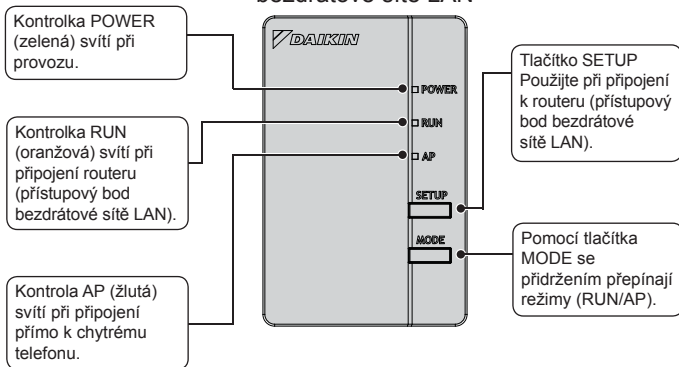 bezdrátové sítě LAN
Kontrolka POWER
(zelená) svítí při
provozu.
Kontrolka RUN
(oranžová) svítí při
připojení routeru
(přístupový bod
bezdrátové sítě LAN).
Kontrola AP (žlutá)
svítí při připojení
přímo k chytrému
telefonu.
DAIKIN
POWER
RUN
AP
SETUP
MODE
Tlačítko SETUP
Použijte při připojení
k routeru (přístupový
bod bezdrátové
sítě LAN).
Pomocí tlačítka
MODE se
přidržením přepínají
režimy (RUN/AP).